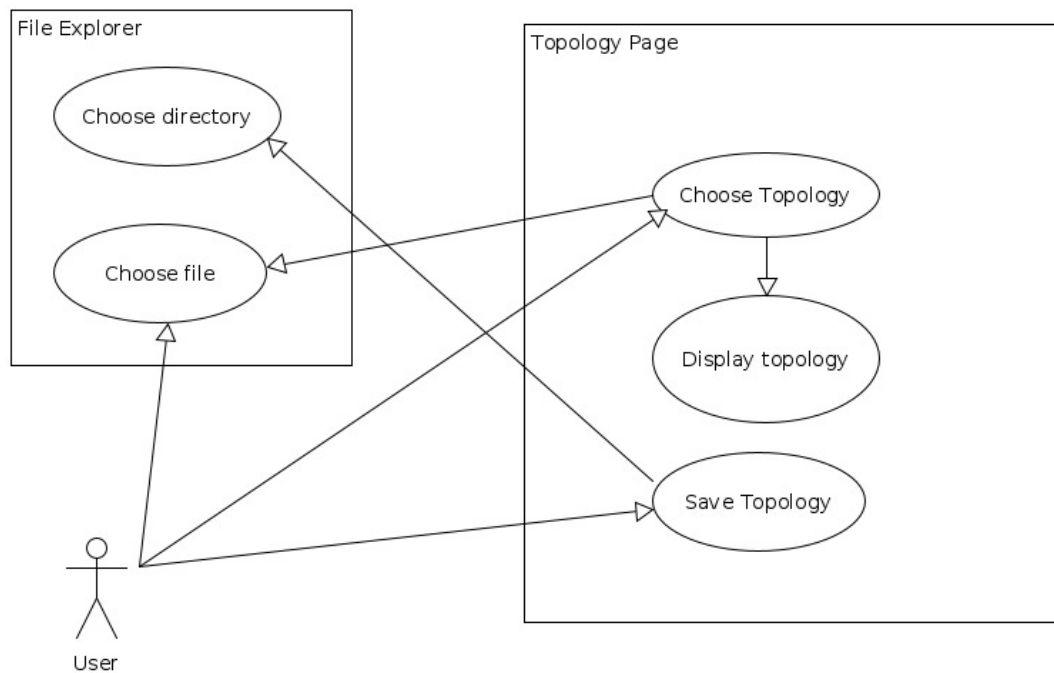 File Explorer
Choose directory
Choose file
Topology Page
Choose Topology
Display topology
Save Topology
User